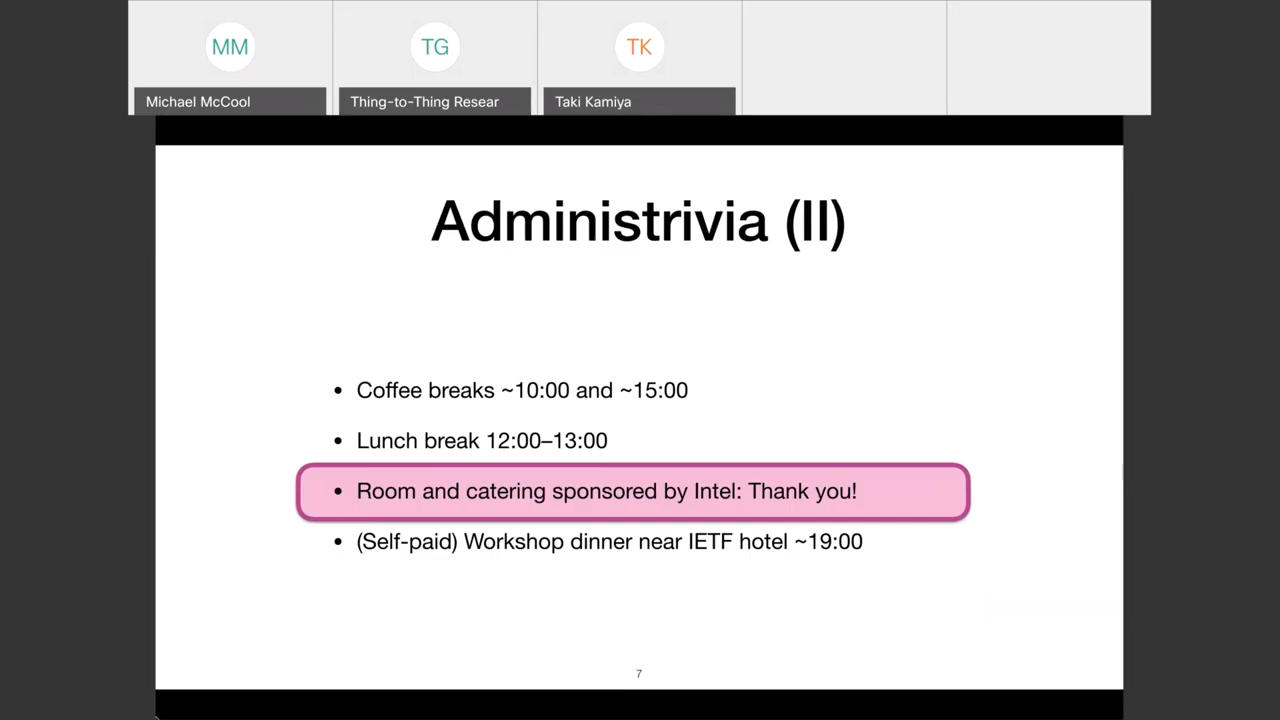 MM
TG
TK
Michael McCool
Thing-to-Thing Resear
Taki Kamiya
Administrivia (II)
• Coffee breaks ~10:00 and ~15:00
• Lunch break 12:00–13:00
• Room and catering sponsored by Intel: Thank you!
• (Self-paid) Workshop dinner near IETF hotel ~19:00
7